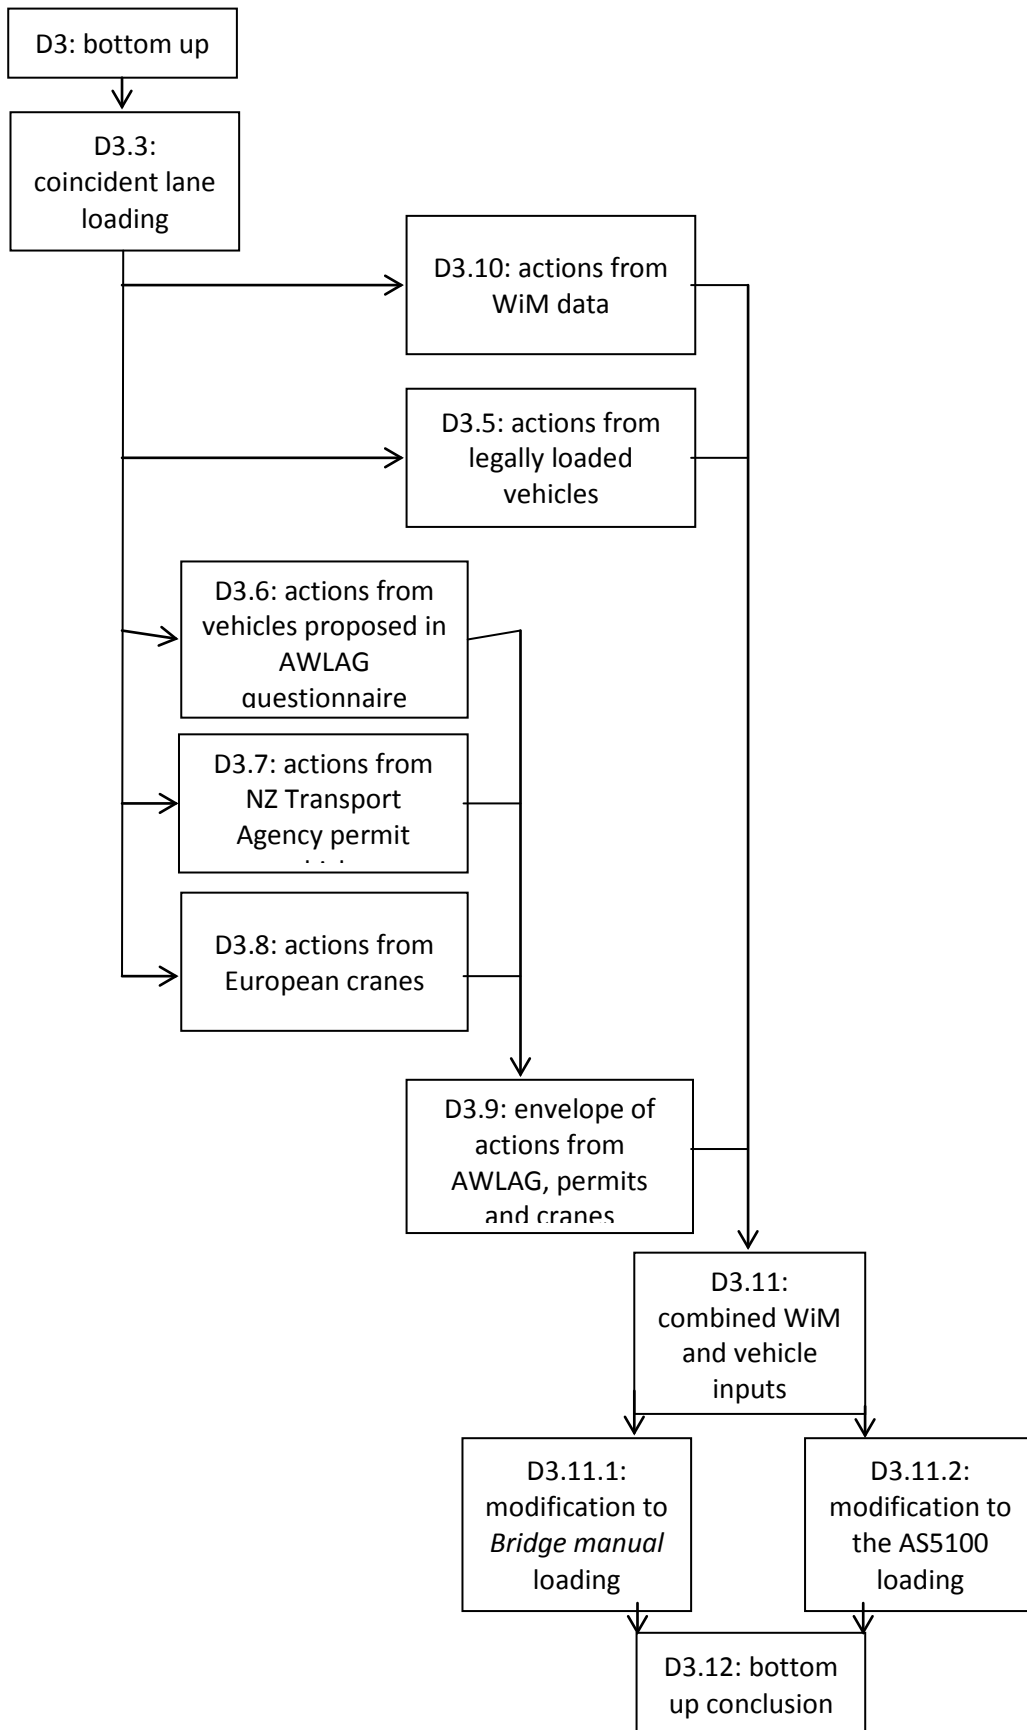 D3: bottom up
D3.3:
coincident lane
loading
D3.10: actions from
WiM data
D3.5: actions from
legally loaded
vehicles
D3.6: actions from
vehicles proposed in
AWLAG
questionnaire
D3.7: actions from
NZ Transport
Agency permit
D3.8: actions from
European cranes
D3.9: envelope of
actions from
AWLAG, permits
and cranes
D3.11:
combined WiM
and vehicle
inputs
D3.11.1:
modification to
Bridge manual
loading
D3.11.2:
modification to
the AS5100
loading
D3.12: bottom
up conclusion